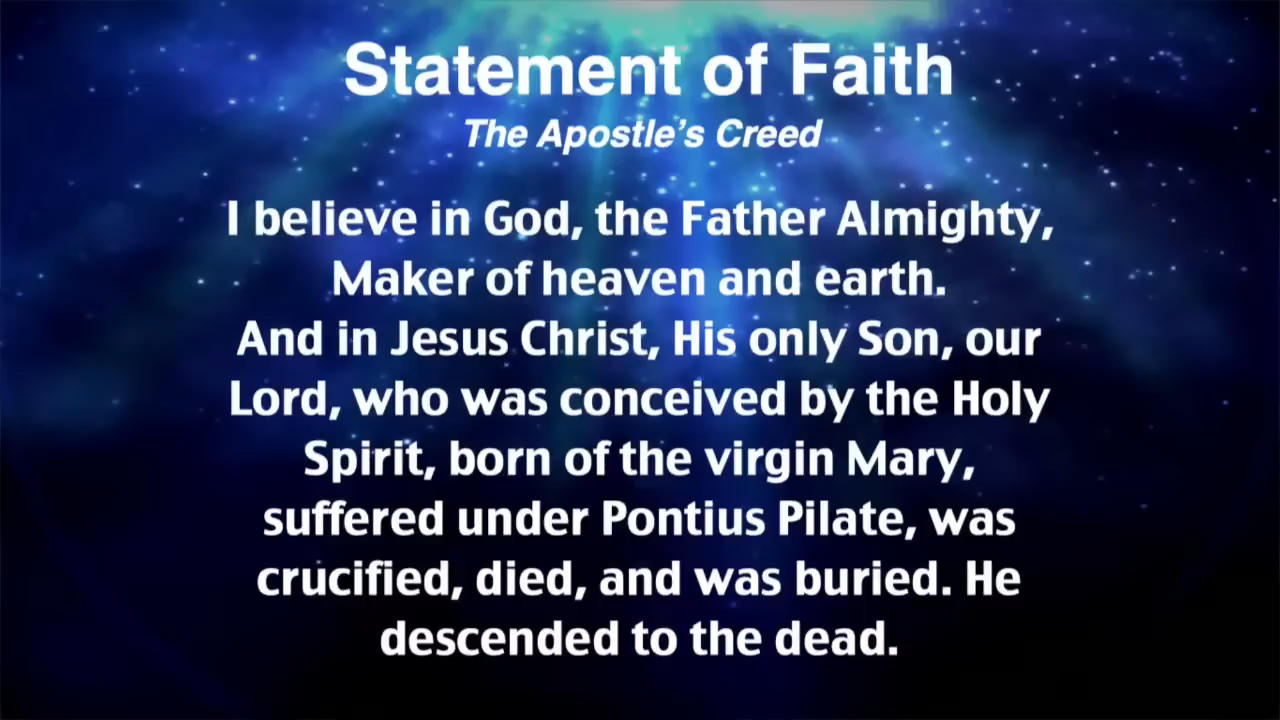 Statement of Faith
The Apostle’s Creed
I believe in God, the Father Almighty,
Maker of heaven and earth.
And in Jesus Christ, His only Son, our
Lord, who was conceived by the Holy
Spirit, born of the virgin Mary,
suffered under Pontius Pilate, was
crucified, died, and was buried. He
descended to the dead.